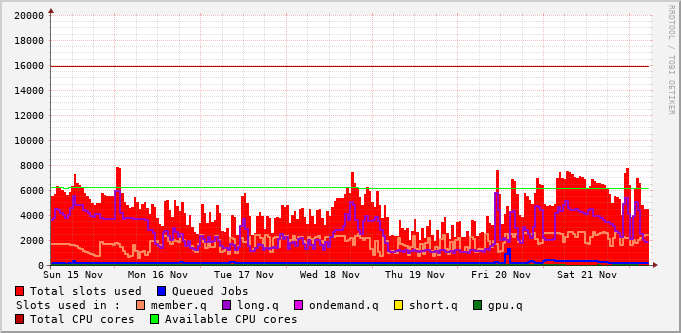 RRDTOOL / TOBI OETIKER
20000
18000
16000
14000
12000
10000
8000
6000
4000
2000
0
Sun 15 Nov Mon 16 Nov Tue 17 Nov Wed 18 Nov Thu 19 Nov Fri 20 Nov Sat 21 Nov
Total slots used Queued Jobs
Slots used in : member.q long.q ondemand.q short.q gpu.q
Total CPU cores Available CPU cores